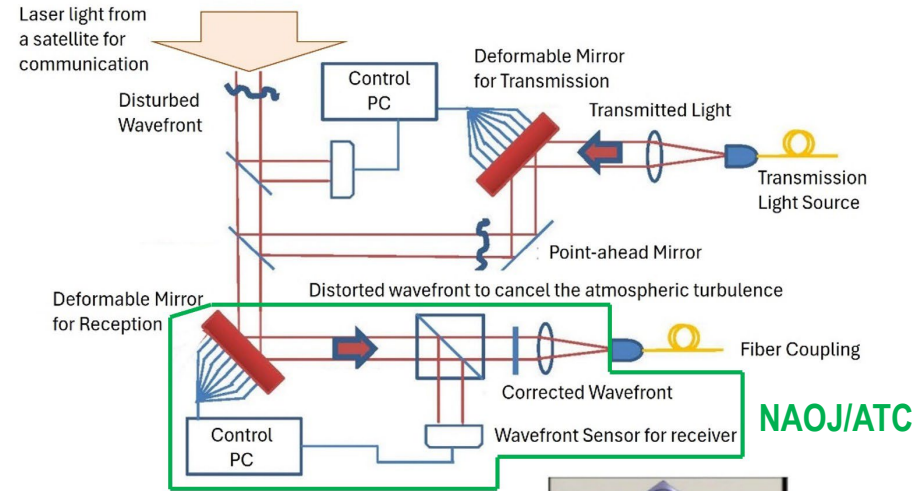 Laser light from
a satellite for
communication
Disturbed
Wavefront
Control
PC
Deformable Mirror
for Transmission
Transmitted Light
Transmission
Light Source
Point-ahead Mirror
Distorted wavefront to cancel the atmospheric turbulence
Deformable Mirror
for Reception
Fiber Coupling
Corrected Wavefront
NAOJ/ATC
Control
PC
Wavefront Sensor for receiver